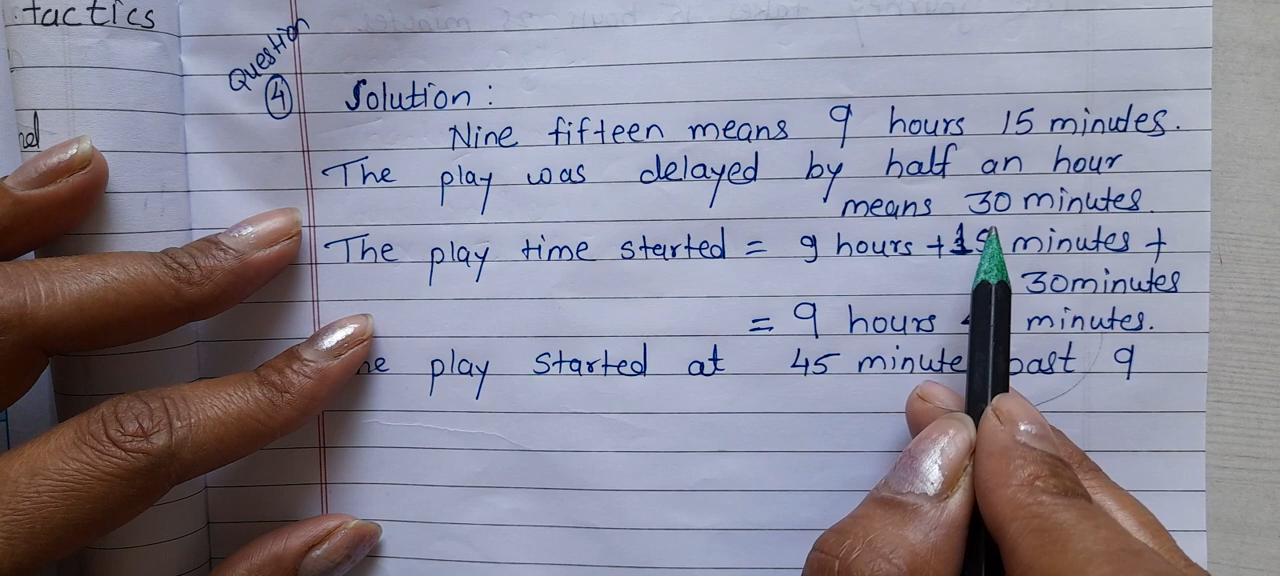 tactics
Question
4
Solution :
Nine fifteen means 9 hours 15 minutes.
The play was delayed by half an hour
means 30 minutes.
The play time started = 9 hours + 15 minutes +
30minutes
= 9 hours minutes.
play Started at 45 minute past 9